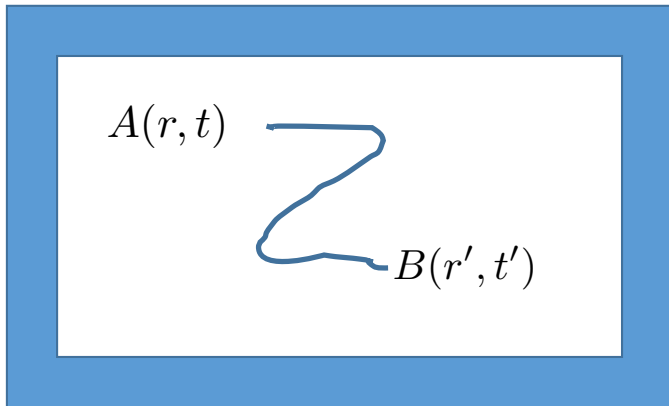 A(r, t)
B(r′, t′)